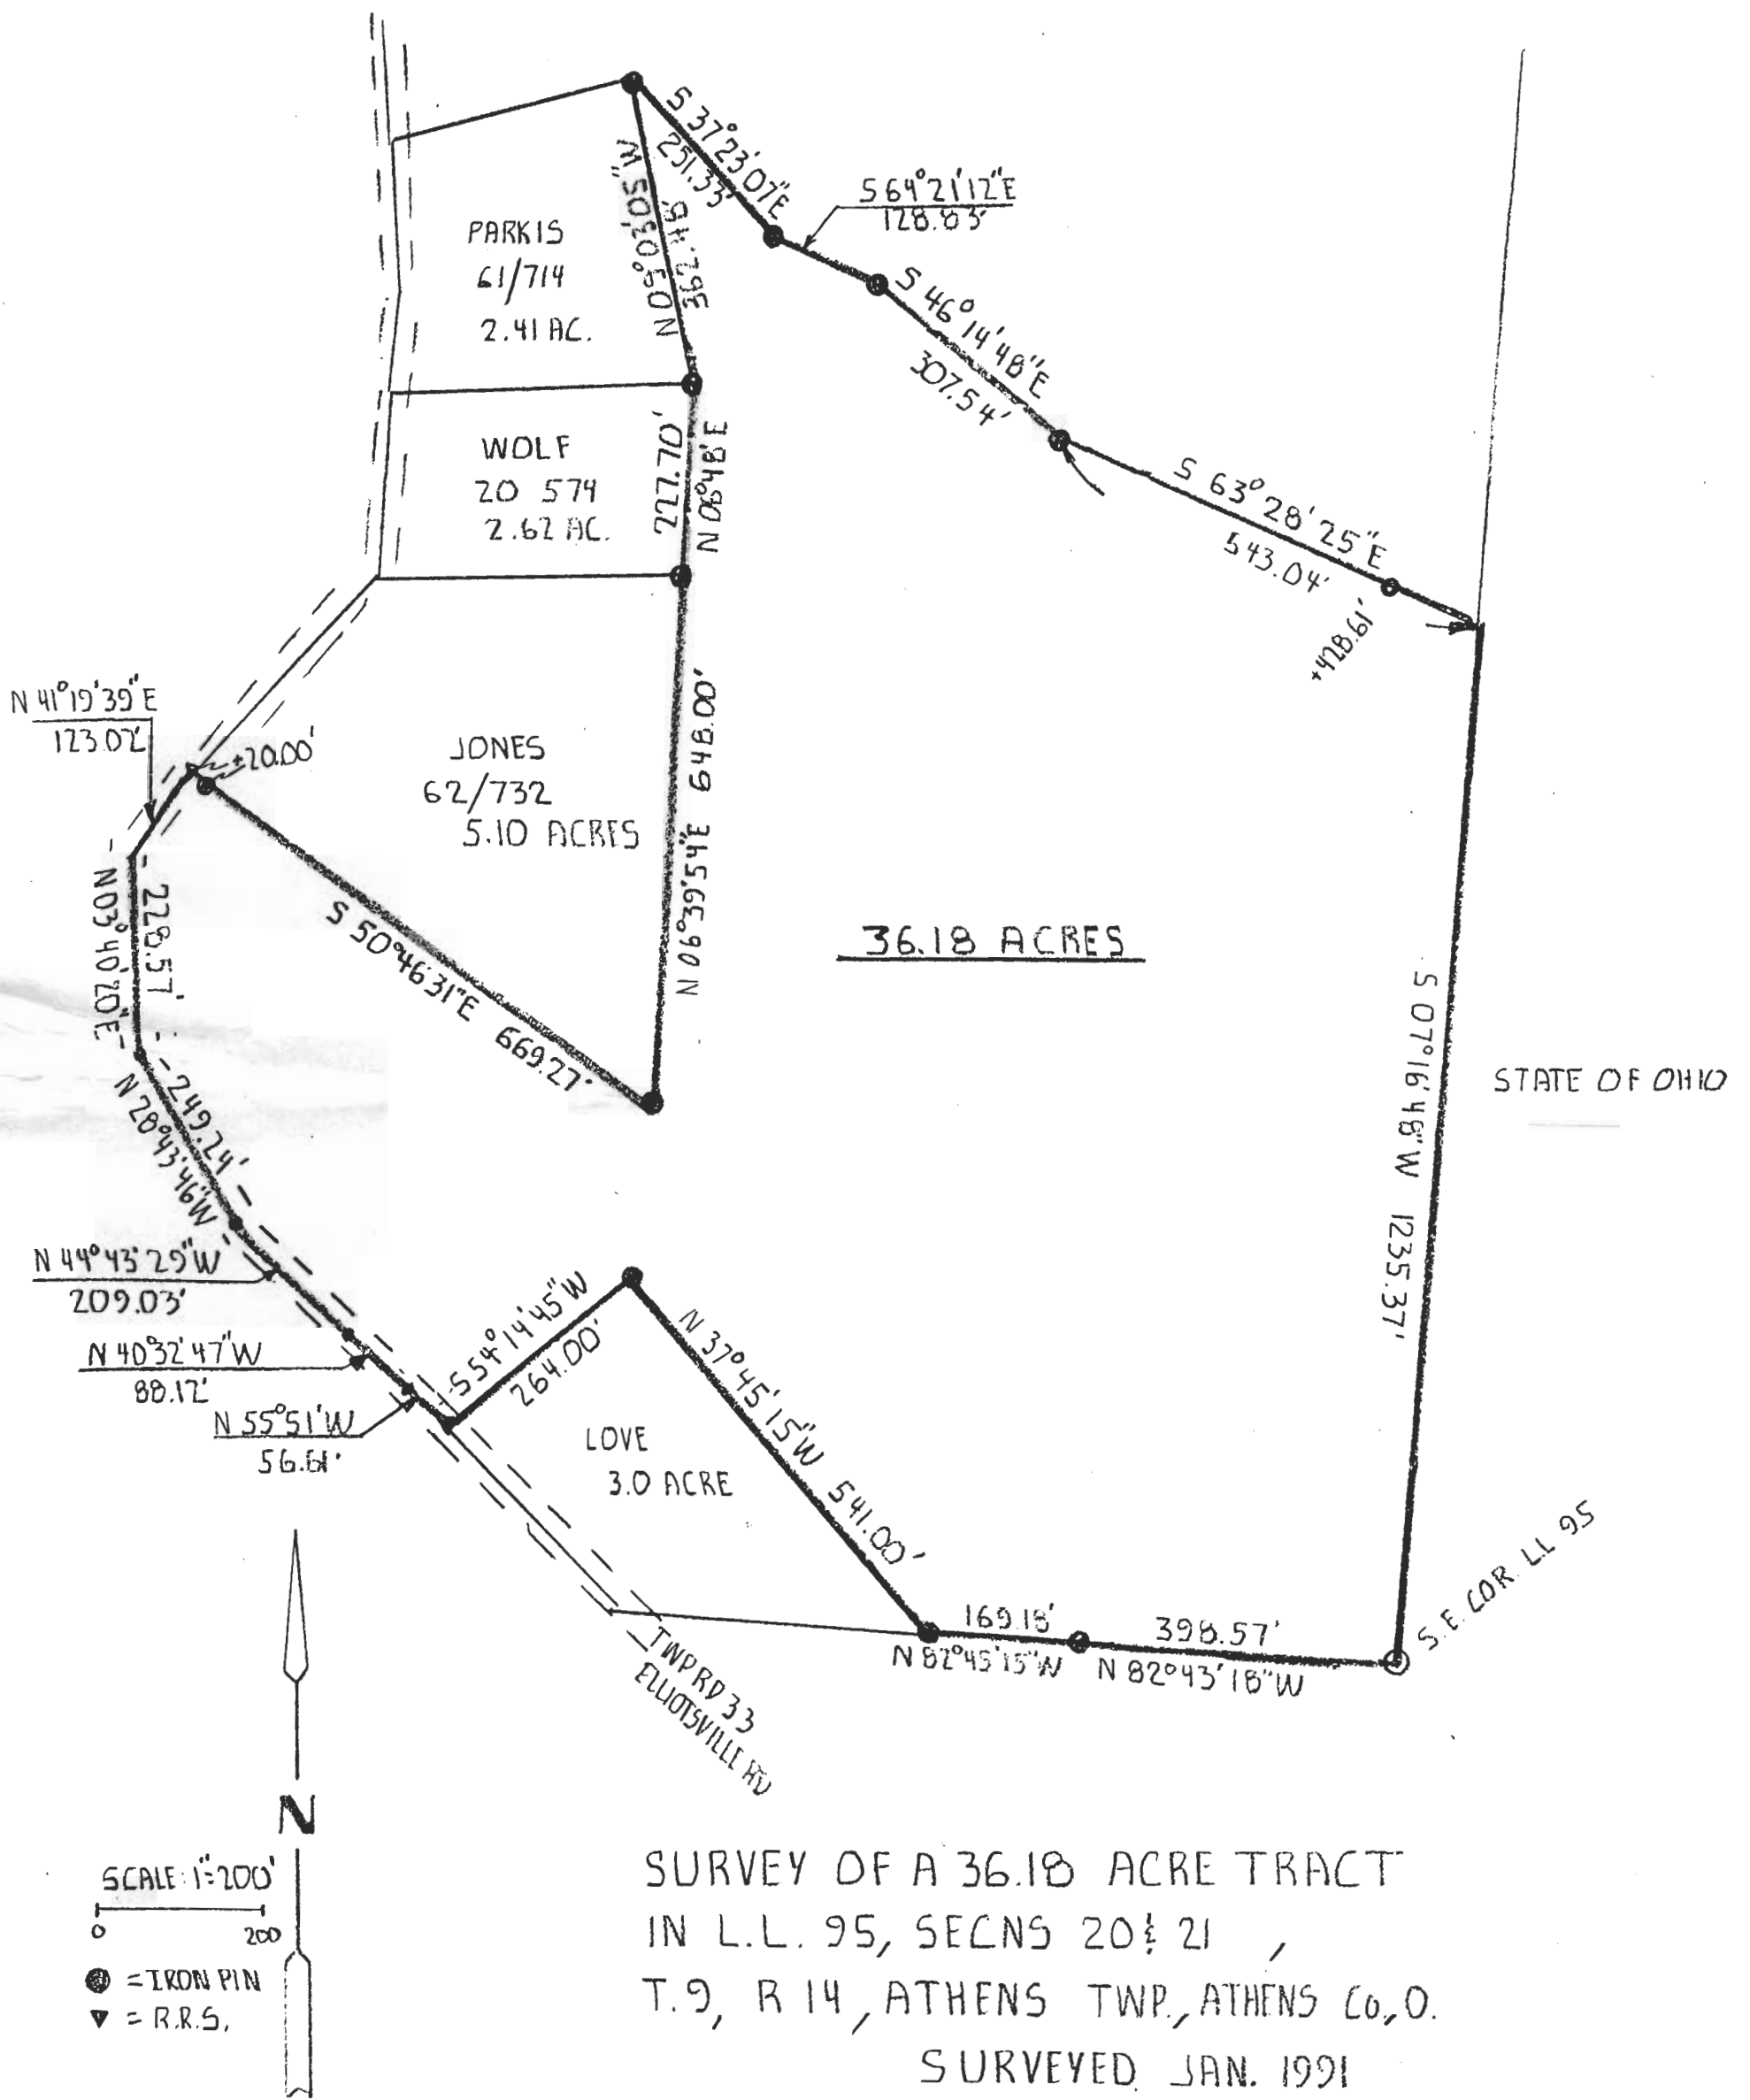 S 37°23'07"E
251.33'
S 64°21'12"E
128.83'
S 46°14'48"E
307.54'
S 63°28'25"E
543.04'
+428.61'
N 05°03'05"W
362.48'
PARKIS
61/714
2.41 AC.
WOLF
20 574
2.62 AC.
227.70'
N 06°48'E
N 41°19'39"E
123.02'
+20.00'
JONES
62/732
5.10 ACRES
N 06°39'54"E 648.00'
S 50°46'31"E 669.27'
228.57'
N 03°40'20"E
36.18 ACRES
S 07°16'48"W 1235.37'
STATE OF OHIO
249.24'
N 28°43'46"W
N 44°43'29"W
209.03'
N 40°32'47"W
88.12'
N 55°51'W
56.61'
S 54°14'45"W
264.00'
N 37°45'15"W 541.00'
LOVE
3.0 ACRE
169.18'
N 82°45'15"W
398.57'
N 82°43'18"W
S.E. COR. L.L 95
TWP RD 33
ELLIOTSVILLE RD
N
SCALE: 1"=200'
0 200
= IRON PIN
= R.R.S.
SURVEY OF A 36.18 ACRE TRACT
IN L.L. 95, SECNS 20 & 21 ,
T.9, R 14, ATHENS TWP., ATHENS CO., O.
SURVEYED JAN. 1991